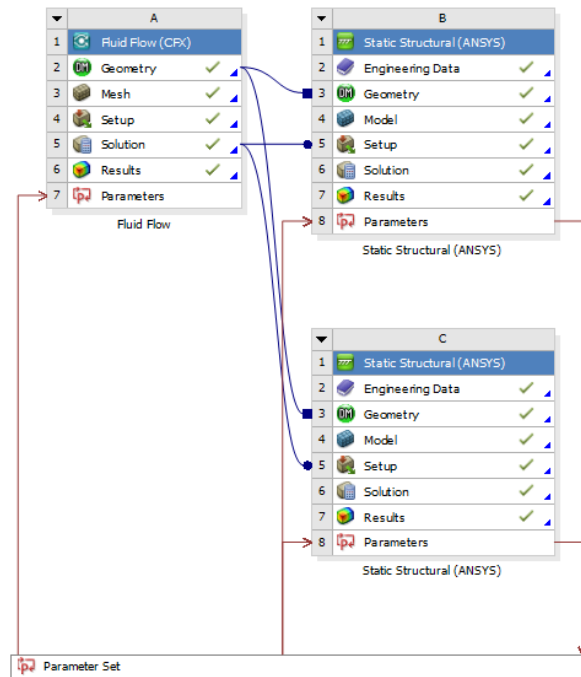 A
1 Fluid Flow (CFX)
2 DM Geometry
3 Mesh
4 Setup
5 Solution
6 Results
7 Parameters
Fluid Flow
B
1 Static Structural (ANSYS)
2 Engineering Data
3 DM Geometry
4 Model
5 Setup
6 Solution
7 Results
8 Parameters
Static Structural (ANSYS)
C
1 Static Structural (ANSYS)
2 Engineering Data
3 DM Geometry
4 Model
5 Setup
6 Solution
7 Results
8 Parameters
Static Structural (ANSYS)
Parameter Set